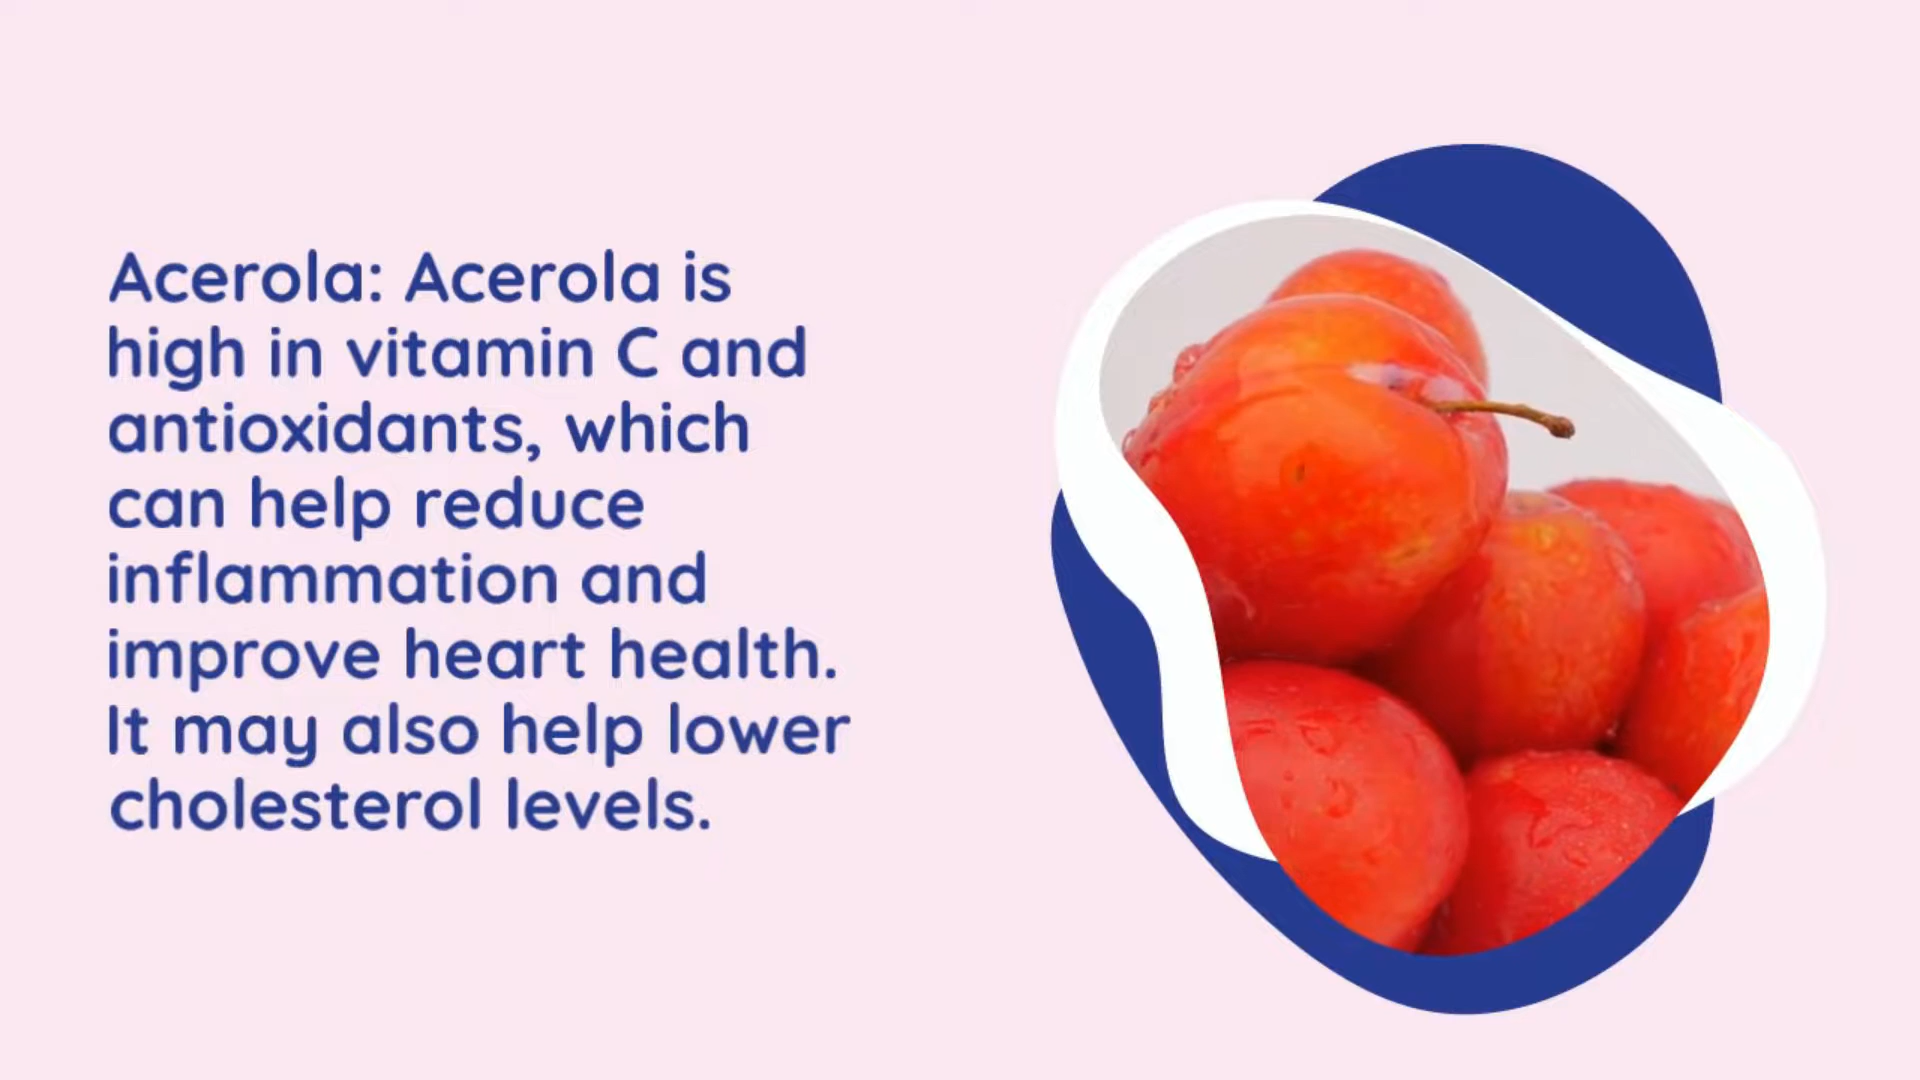 Acerola: Acerola is
high in vitamin C and
antioxidants, which
can help reduce
inflammation and
improve heart health.
It may also help lower
cholesterol levels.